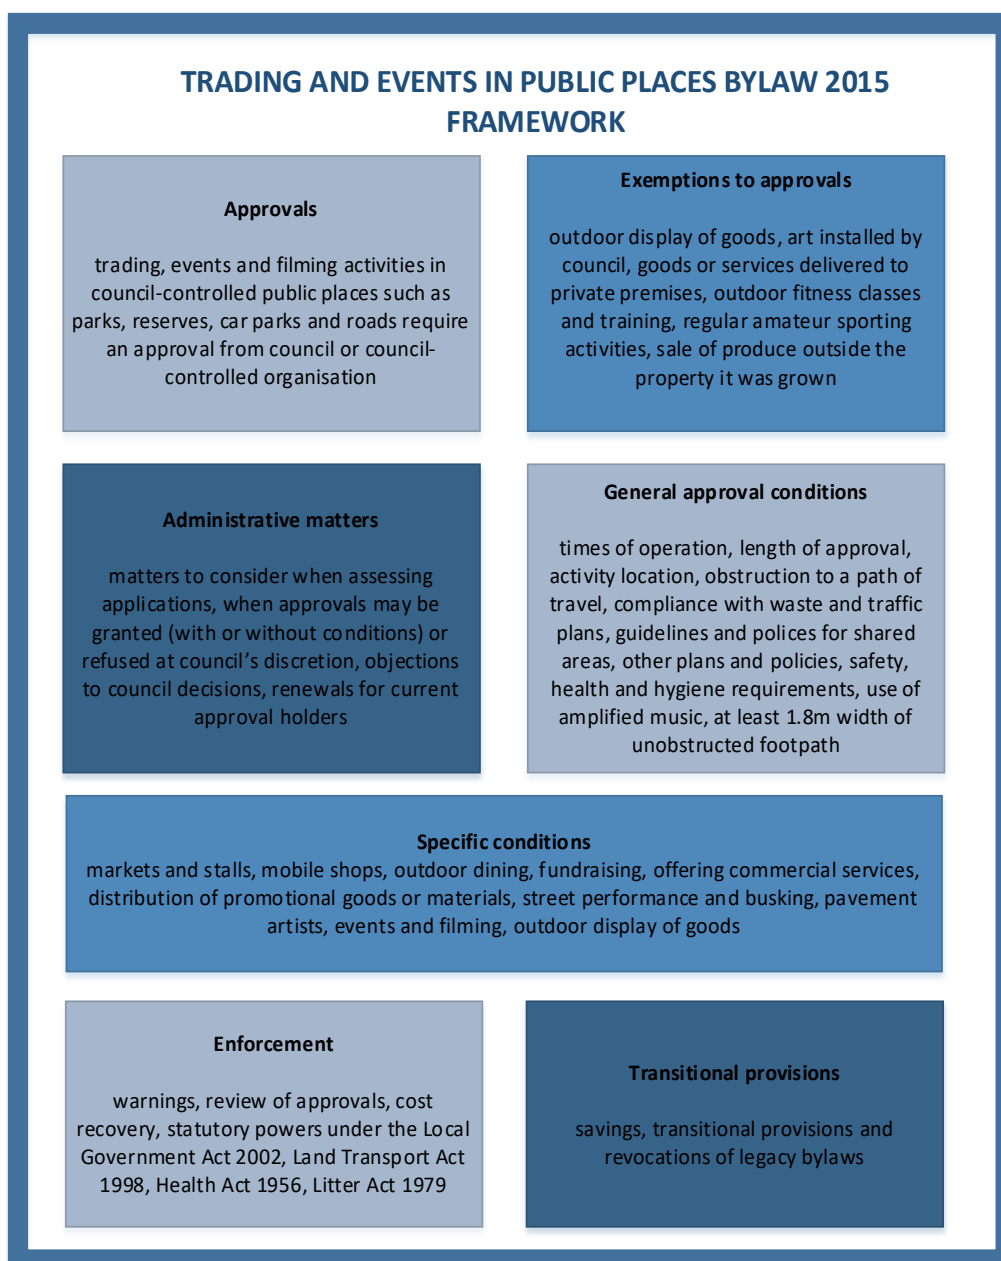 TRADING AND EVENTS IN PUBLIC PLACES BYLAW 2015
FRAMEWORK
Approvals
trading, events and filming activities in
council-controlled public places such as
parks, reserves, car parks and roads require
an approval from council or council-
controlled organisation
Exemptions to approvals
outdoor display of goods, art installed by
council, goods or services delivered to
private premises, outdoor fitness classes
and training, regular amateur sporting
activities, sale of produce outside the
property it was grown
Administrative matters
matters to consider when assessing
applications, when approvals may be
granted (with or without conditions) or
refused at council’s discretion, objections
to council decisions, renewals for current
approval holders
General approval conditions
times of operation, length of approval,
activity location, obstruction to a path of
travel, compliance with waste and traffic
plans, guidelines and polices for shared
areas, other plans and policies, safety,
health and hygiene requirements, use of
amplified music, at least 1.8m width of
unobstructed footpath
Specific conditions
markets and stalls, mobile shops, outdoor dining, fundraising, offering commercial services,
distribution of promotional goods or materials, street performance and busking, pavement
artists, events and filming, outdoor display of goods
Enforcement
warnings, review of approvals, cost
recovery, statutory powers under the Local
Government Act 2002, Land Transport Act
1998, Health Act 1956, Litter Act 1979
Transitional provisions
savings, transitional provisions and
revocations of legacy bylaws